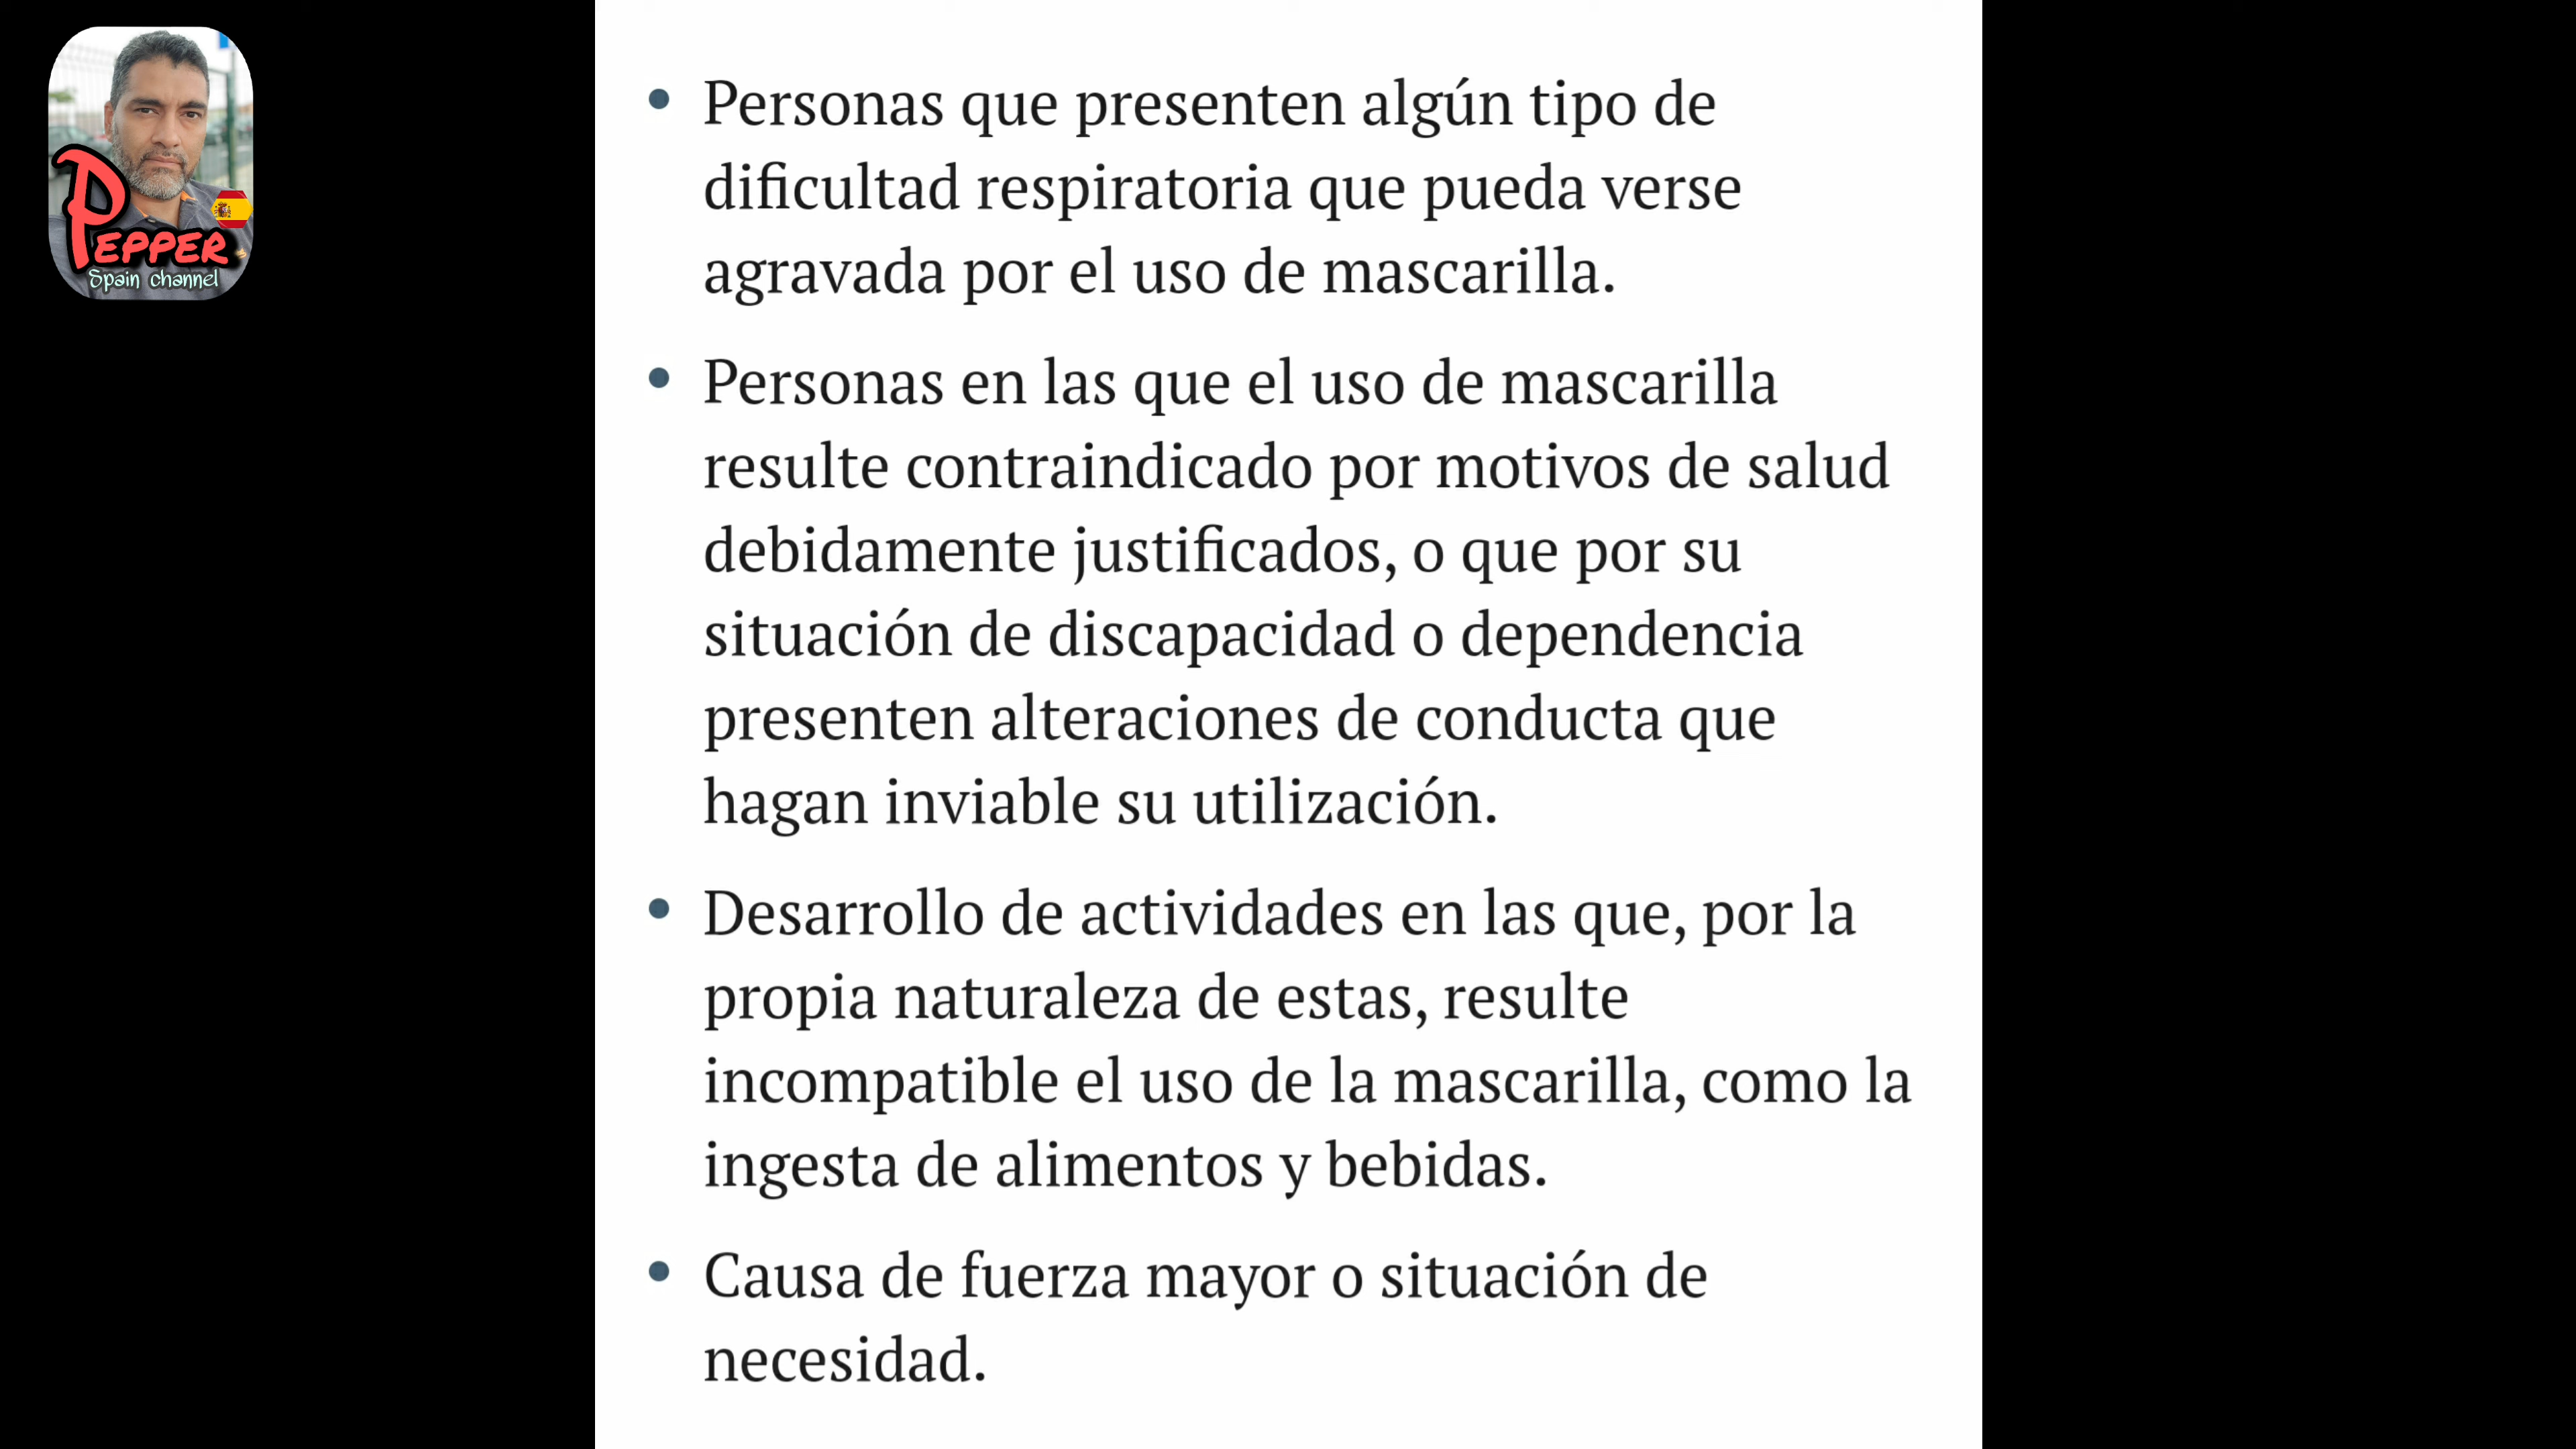 PEPPER
Spain channel
• Personas que presenten algún tipo de
dificultad respiratoria que pueda verse
agravada por el uso de mascarilla.
• Personas en las que el uso de mascarilla
resulte contraindicado por motivos de salud
debidamente justificados, o que por su
situación de discapacidad o dependencia
presenten alteraciones de conducta que
hagan inviable su utilización.
• Desarrollo de actividades en las que, por la
propia naturaleza de estas, resulte
incompatible el uso de la mascarilla, como la
ingesta de alimentos y bebidas.
• Causa de fuerza mayor o situación de
necesidad.